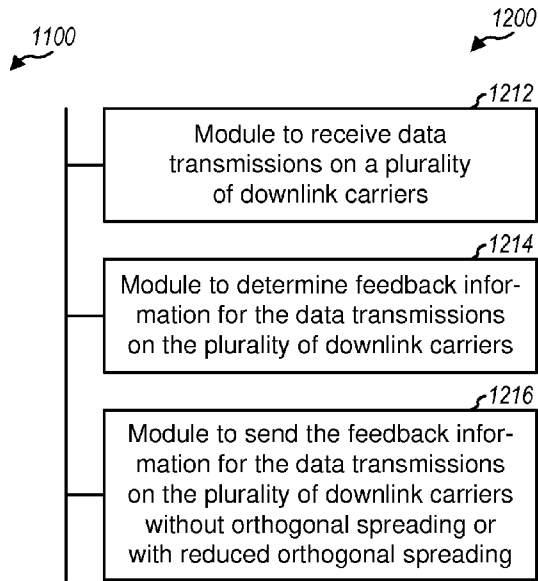 1100
1200
1212
Module to receive data
transmissions on a plurality
of downlink carriers
1214
Module to determine feedback infor-
mation for the data transmissions
on the plurality of downlink carriers
1216
Module to send the feedback infor-
mation for the data transmissions
on the plurality of downlink carriers
without orthogonal spreading or
with reduced orthogonal spreading